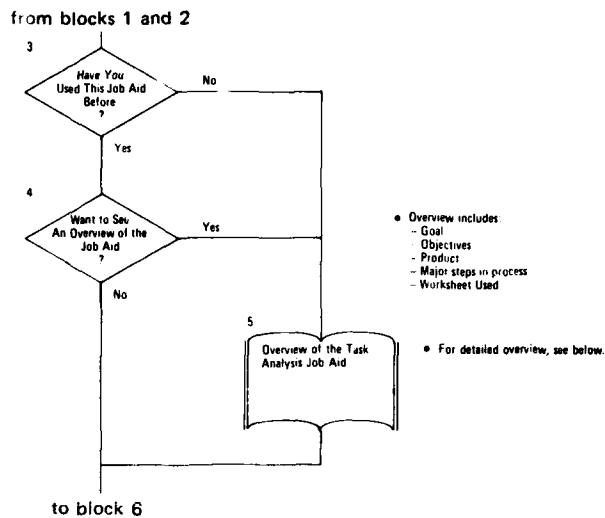 from blocks 1 and 2
3
Have You
Used This Job Aid
Before
?
No
Yes
4
Want to See
An Overview of the
Job Aid
?
Yes
No
• Overview includes:
– Goal
Objectives
- Product
– Major steps in process
– Worksheet Used
5
Overview of the Task
Analysis Job Aid
• For detailed overview, see below.
to block 6